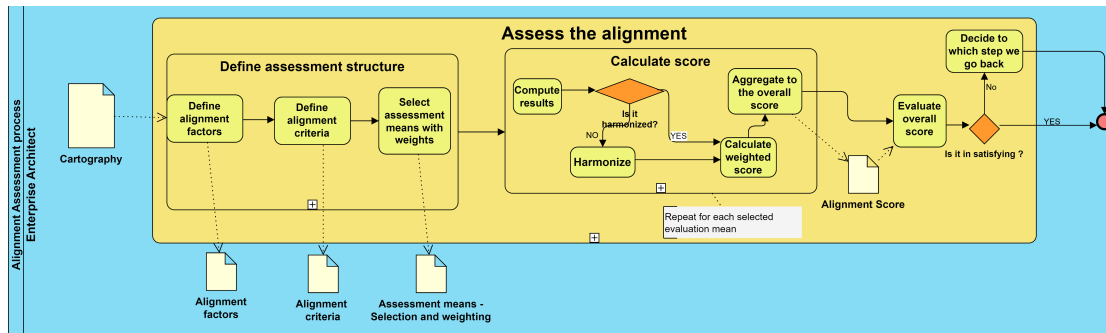 Alignment Assessment process
Enterprise Architect
Assess the alignment
Cartography
Define assessment structure
Define
alignment
factors
Define
alignment
criteria
Select
assessment
means with
weights
Calculate score
Compute
results
Is it
harmonized?
NO
YES
Harmonize
Calculate
weighted
score
Aggregate to
the overall
score
Repeat for each selected
evaluation mean
Alignment Score
Evaluate
overall
score
Is it in satisfying ?
No
YES
Decide to
which step we
go back
Alignment
factors
Alignment
criteria
Assessment means -
Selection and weighting